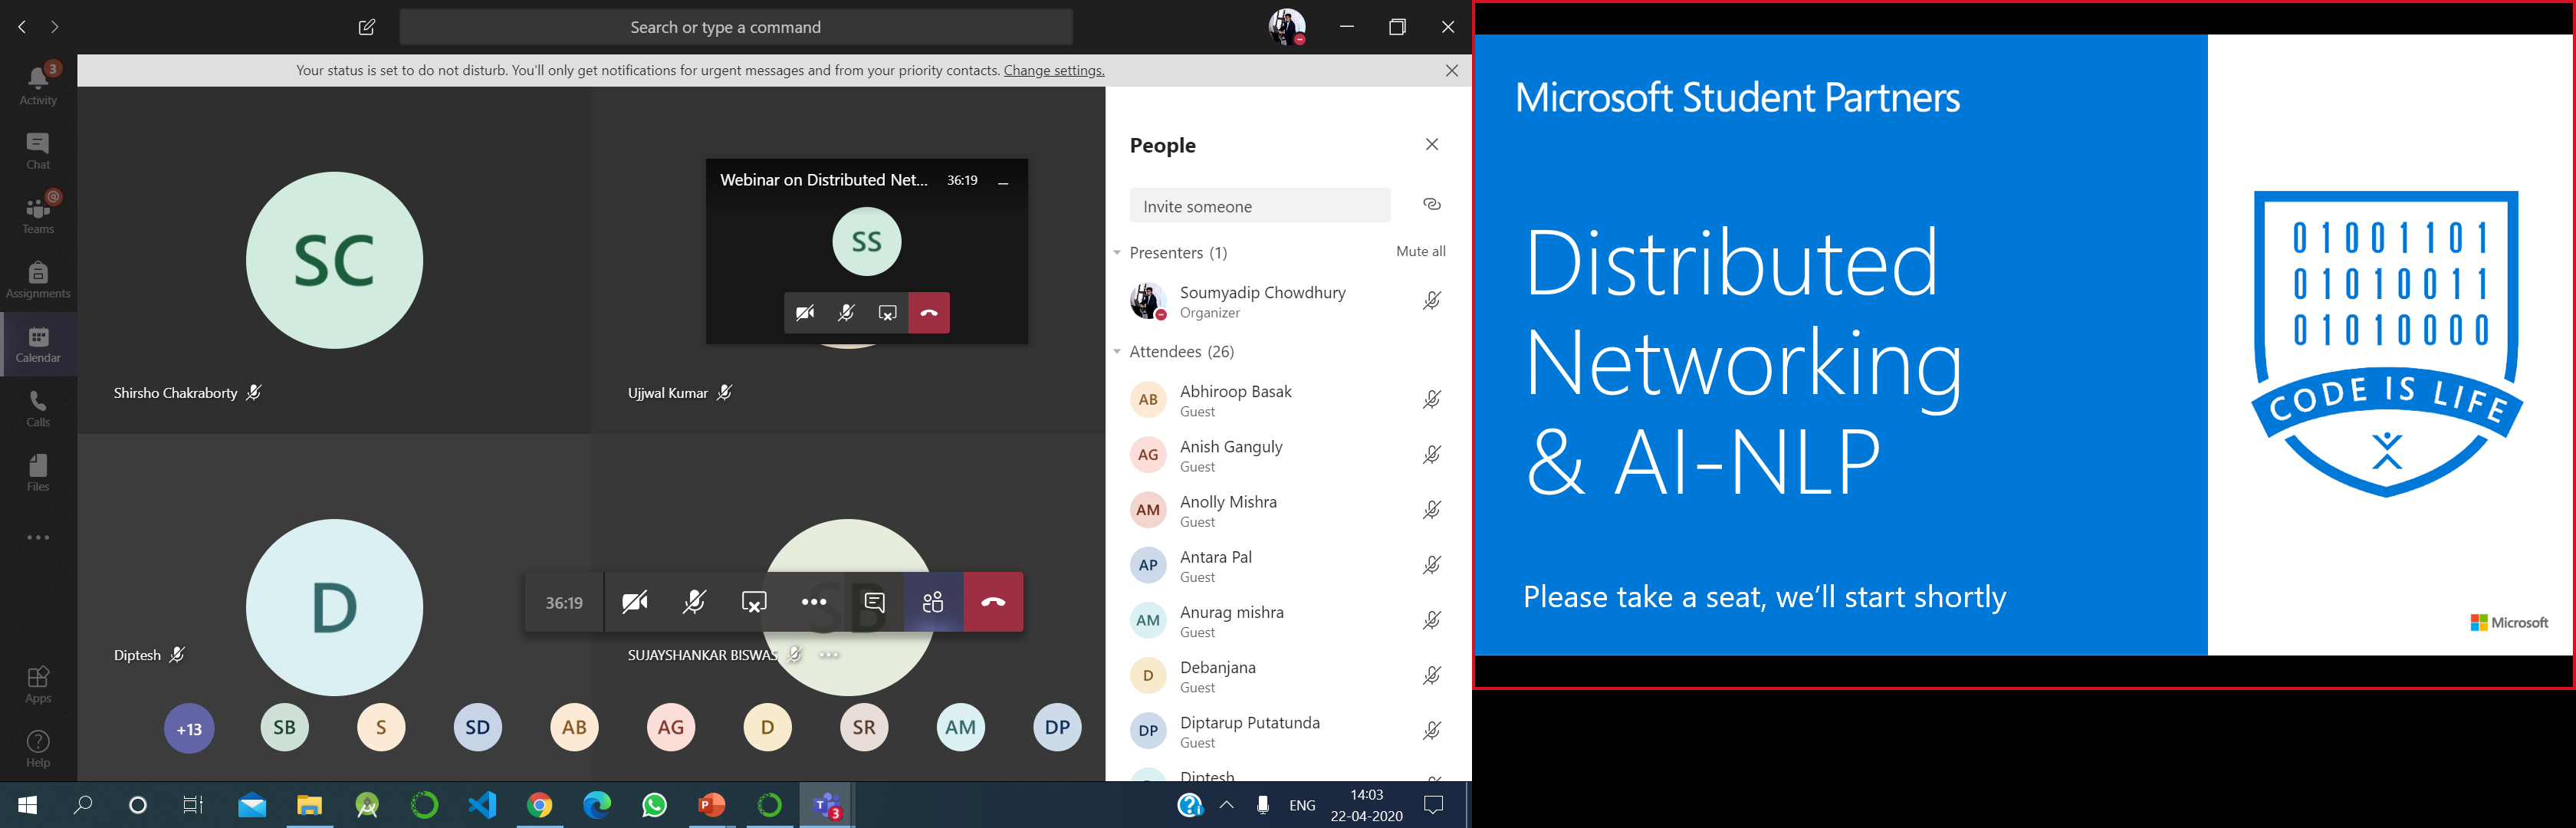 Search or type a command
Your status is set to do not disturb. You'll only get notifications for urgent messages and from your priority contacts. Change settings.
3
Activity
Chat
@
Teams
Assignments
Calendar
Calls
Files
Apps
Help
SC
Shirsho Chakraborty
Webinar on Distributed Net...
36:19
SS
Ujjwal Kumar
D
Diptesh
36:19
SB
SUJAYSHANKAR BISWAS
+13
SB
S
SD
AB
AG
D
SR
AM
DP
People
Invite someone
Presenters (1)
Mute all
Soumyadip Chowdhury
Organizer
Attendees (26)
AB
Abhiroop Basak
Guest
AG
Anish Ganguly
Guest
AM
Anolly Mishra
Guest
AP
Antara Pal
Guest
AM
Anurag mishra
Guest
D
Debanjana
Guest
DP
Diptarup Putatunda
Guest
Diptesh
3
ENG
14:03
22-04-2020
Microsoft Student Partners
Distributed
Networking
& AI-NLP
Please take a seat, we'll start shortly
01001101
01010011
01010000
CODE IS LIFE
Microsoft